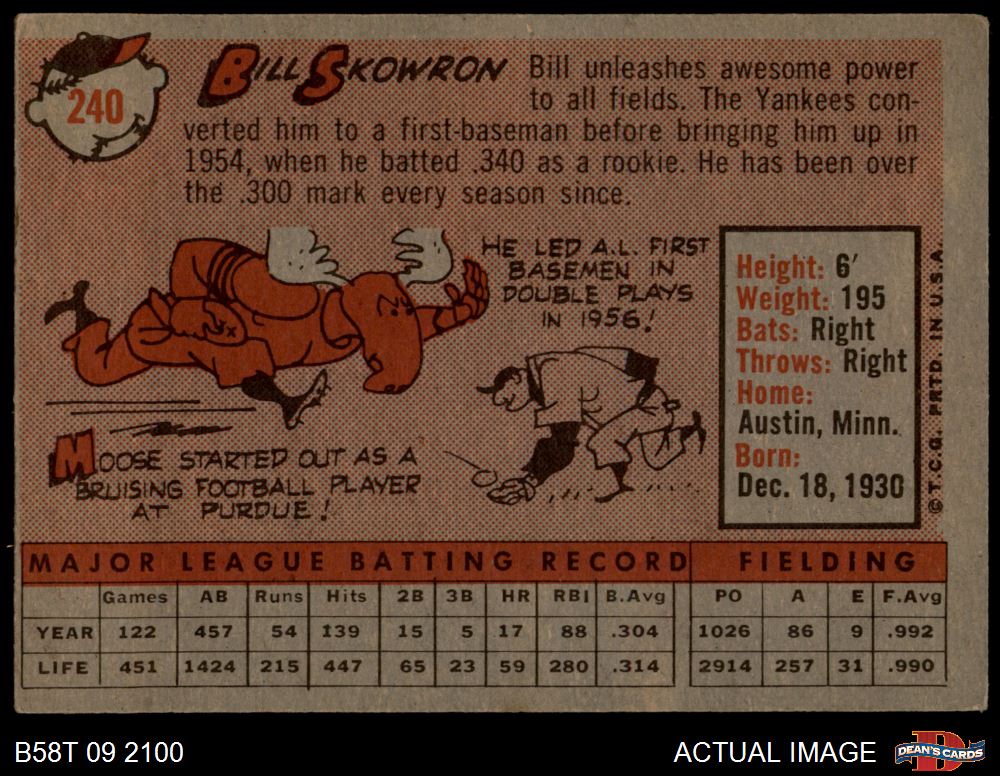 240
BILL SKOWRON
Bill unleashes awesome power
to all fields. The Yankees con-
verted him to a first-baseman before bringing him up in
1954, when he batted .340 as a rookie. He has been over
the .300 mark every season since.
HE LED A.L. FIRST
BASEMEN IN
DOUBLE PLAYS
IN 1956!
MOOSE STARTED OUT AS A
BRUISING FOOTBALL PLAYER
AT PURDUE!
Height: 6'
Weight: 195
Bats: Right
Throws: Right
Home:
Austin, Minn.
Born:
Dec. 18, 1930
© T.C.G. PRTD. IN U.S.A.
MAJOR LEAGUE BATTING RECORD FIELDING
Games AB Runs Hits 2B 3B HR RBI B.Avg PO A E F.Avg
YEAR 122 457 54 139 15 5 17 88 .304 1026 86 9 .992
LIFE 451 1424 215 447 65 23 59 280 .314 2914 257 31 .990
B58T 09 2100 ACTUAL IMAGE DEAN'S CARDS